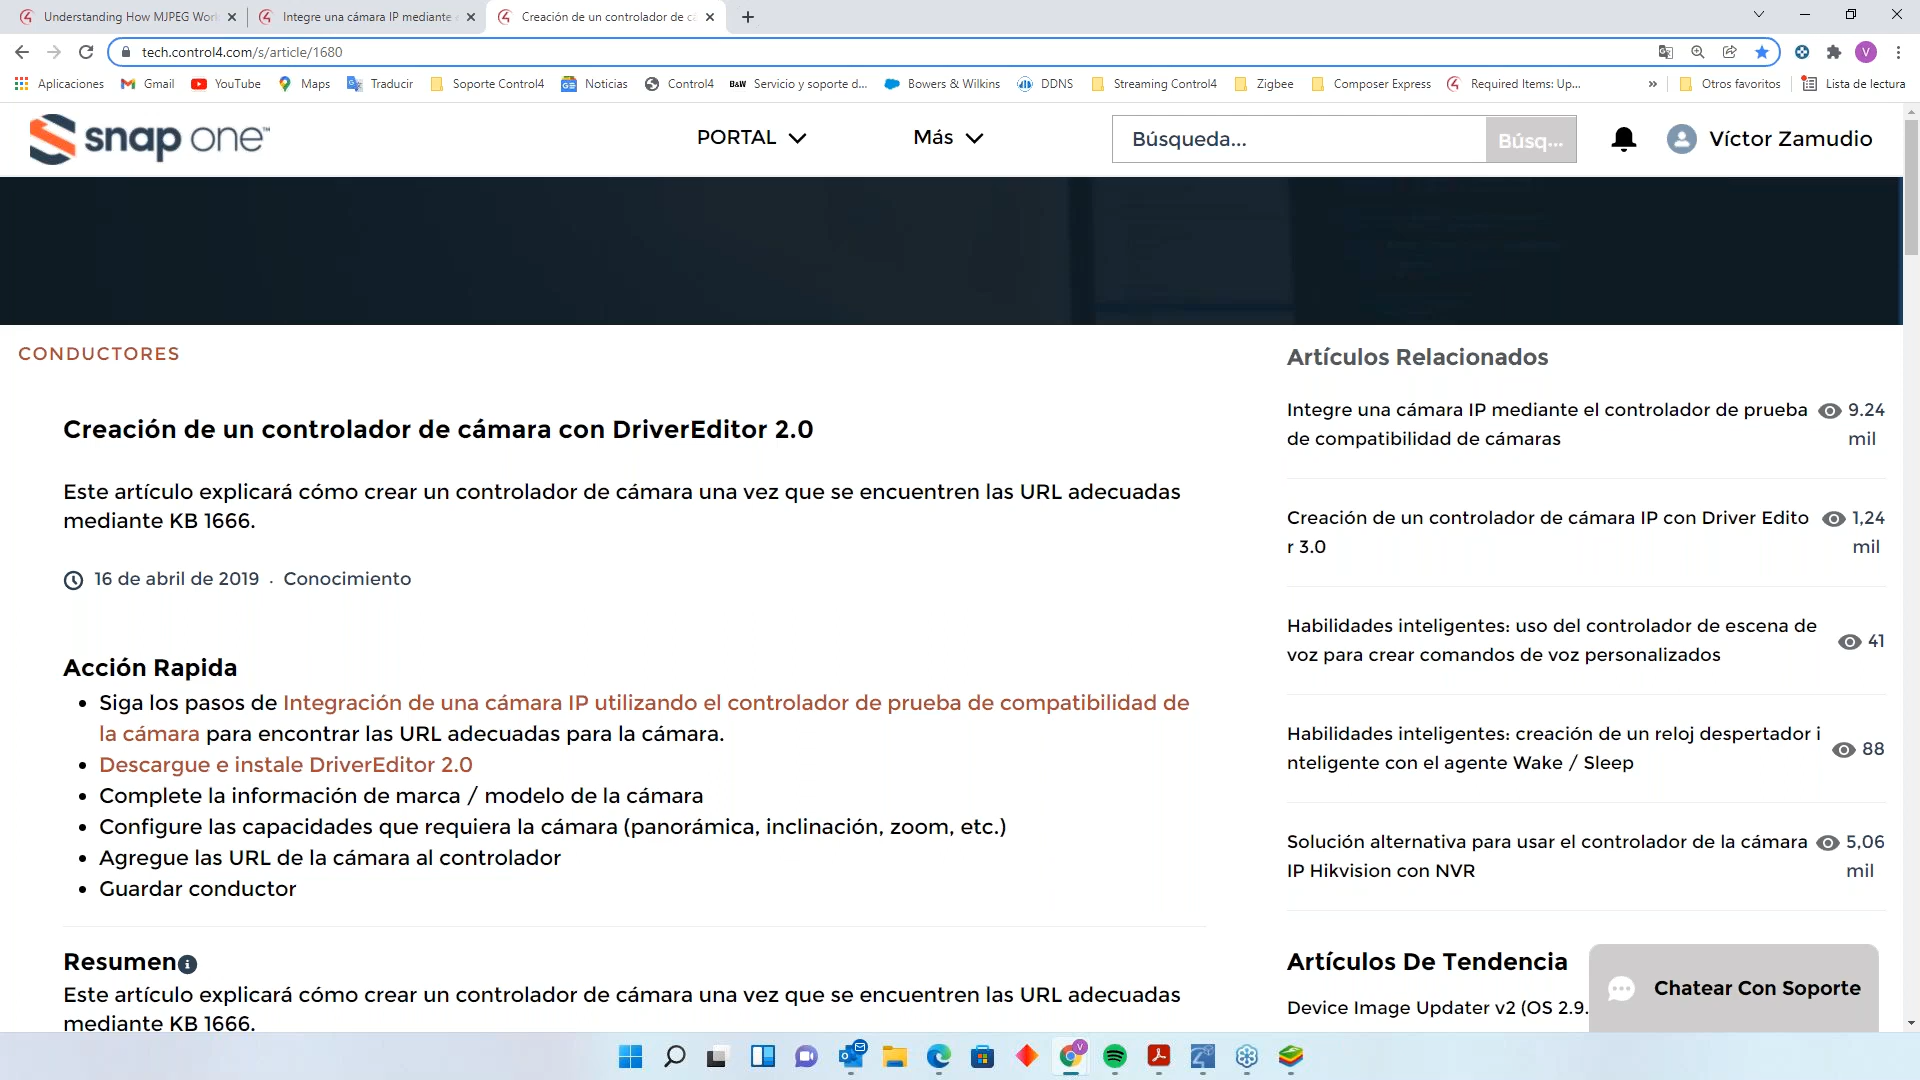 Understanding How MJPEG Wor
Integre una cámara IP mediante
Creación de un controlador de c
tech.control4.com/s/article/1680
V
Aplicaciones
Gmail
YouTube
Maps
Traducir
Soporte Control4
Noticias
Control4
B&W Servicio y soporte d...
Bowers & Wilkins
DDNS
Streaming Control4
Zigbee
Composer Express
Required Items: Up...
»
Otros favoritos
Lista de lectura
snap one™
PORTAL
Más
Búsqueda...
Búsq...
Víctor Zamudio
CONDUCTORES
Creación de un controlador de cámara con DriverEditor 2.0
Este artículo explicará cómo crear un controlador de cámara una vez que se encuentren las URL adecuadas
mediante KB 1666.
16 de abril de 2019 · Conocimiento
Acción Rapida
• Siga los pasos de Integración de una cámara IP utilizando el controlador de prueba de compatibilidad de
la cámara para encontrar las URL adecuadas para la cámara.
• Descargue e instale DriverEditor 2.0
• Complete la información de marca / modelo de la cámara
• Configure las capacidades que requiera la cámara (panorámica, inclinación, zoom, etc.)
• Agregue las URL de la cámara al controlador
• Guardar conductor
Resumen
Este artículo explicará cómo crear un controlador de cámara una vez que se encuentren las URL adecuadas
mediante KB 1666.
Artículos Relacionados
Integre una cámara IP mediante el controlador de prueba 9.24
de compatibilidad de cámaras mil
Creación de un controlador de cámara IP con Driver Edito 1,24
r 3.0 mil
Habilidades inteligentes: uso del controlador de escena de
voz para crear comandos de voz personalizados
41
Habilidades inteligentes: creación de un reloj despertador i
nteligente con el agente Wake / Sleep
88
Solución alternativa para usar el controlador de la cámara 5,06
IP Hikvision con NVR mil
Artículos De Tendencia
Device Image Updater v2 (OS 2.9.
Chatear Con Soporte